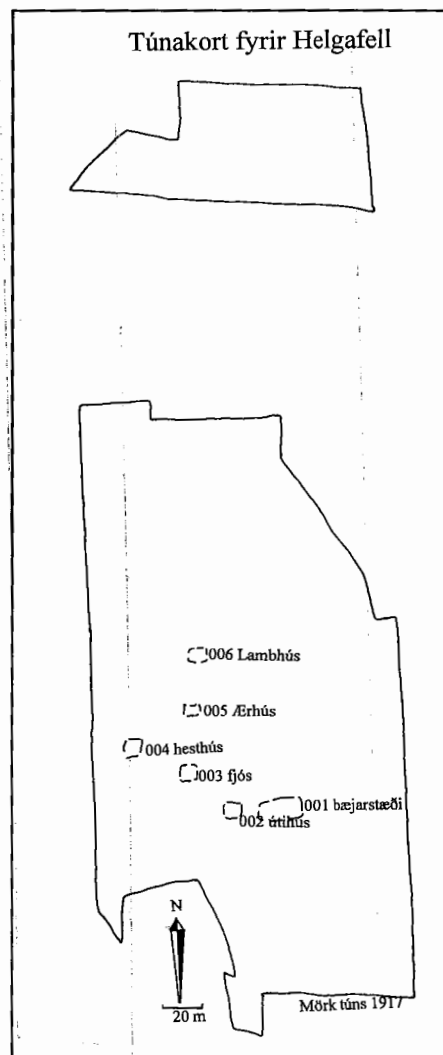 Túnakort fyrir Helgafell
006 Lambhús
005 Ærhús
004 hesthús
003 fjós
001 bæjarstæði
002 útihús
N
20 m
Mörk túns 1917